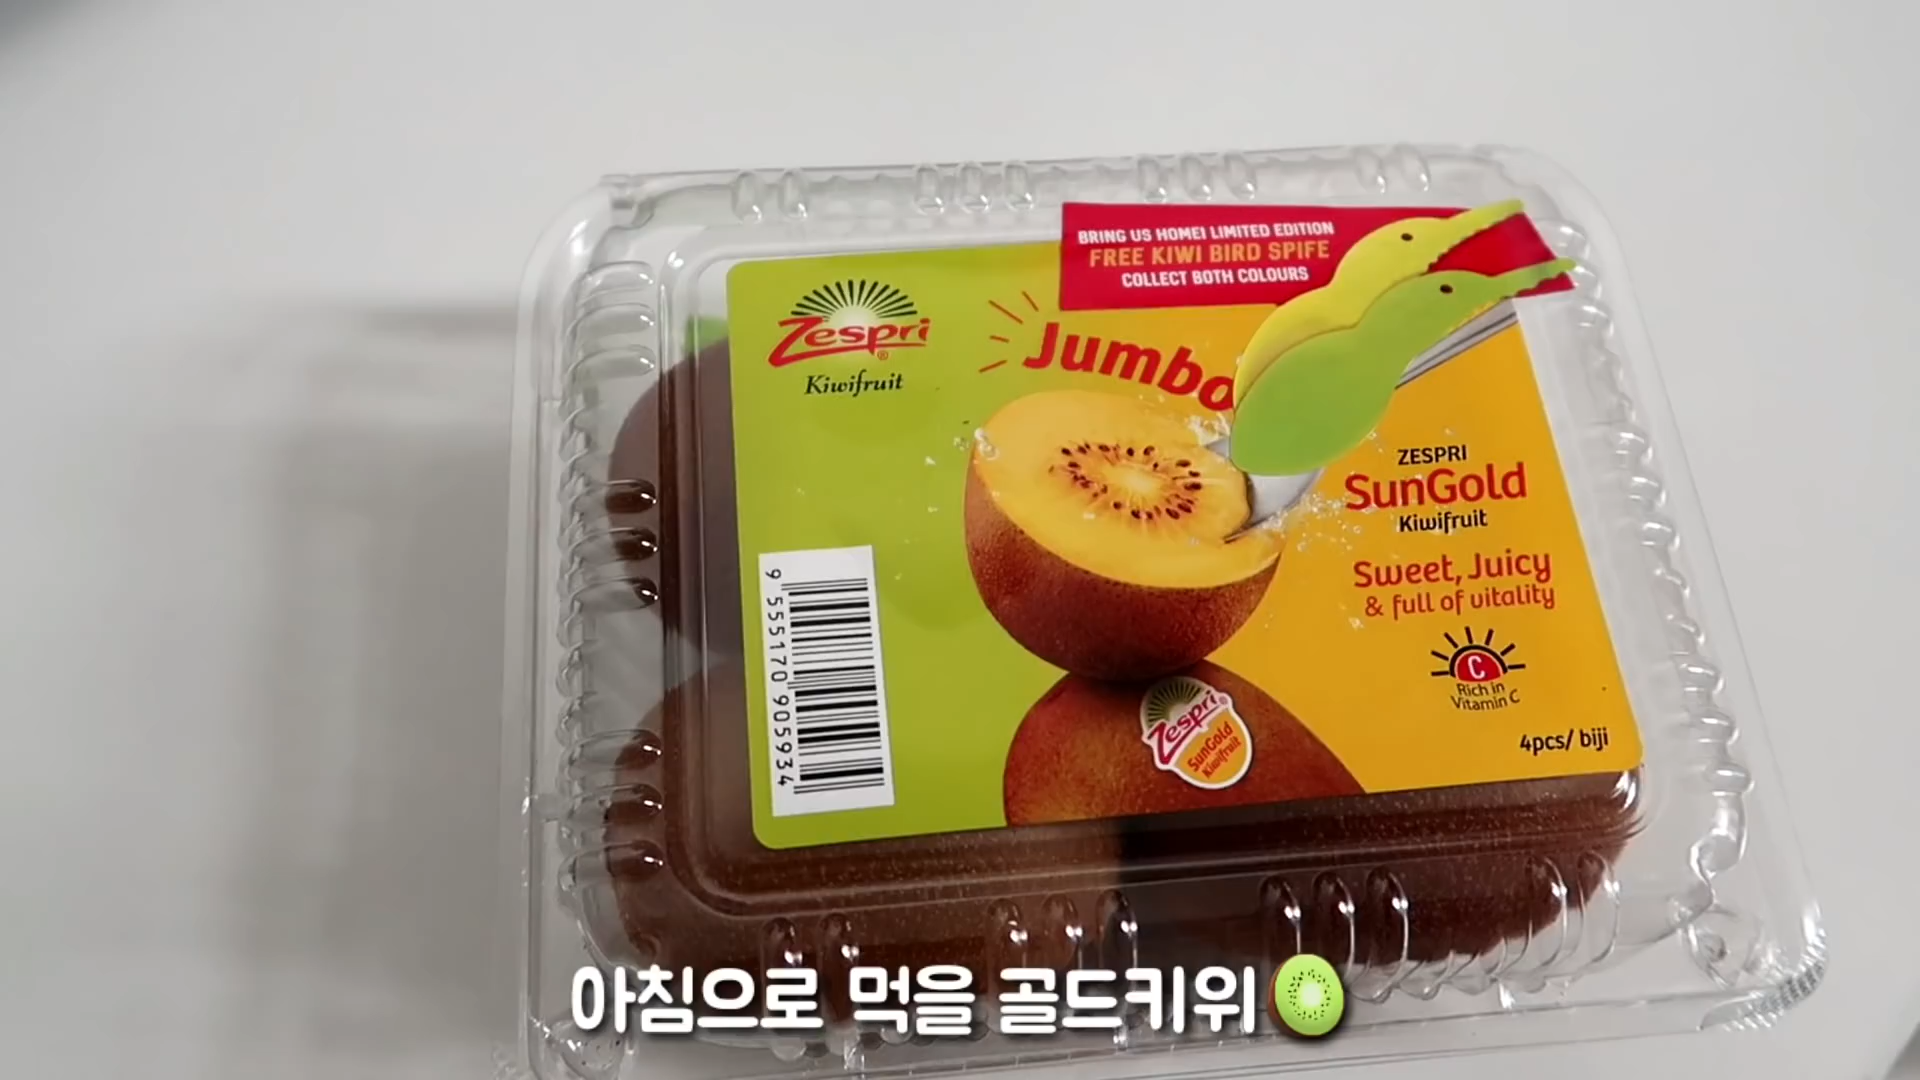 BRING US HOME! LIMITED EDITION
FREE KIWI BIRD SPIFE
COLLECT BOTH COLOURS
Zespri®
Kiwifruit
Jumbo
ZESPRI
SunGold
Kiwifruit
Sweet, Juicy
& full of vitality
C
Rich in
Vitamin C
4pcs/ biji
Zespri®
SunGold
Kiwifruit
9 555170 905934
아침으로 먹을 골드키위